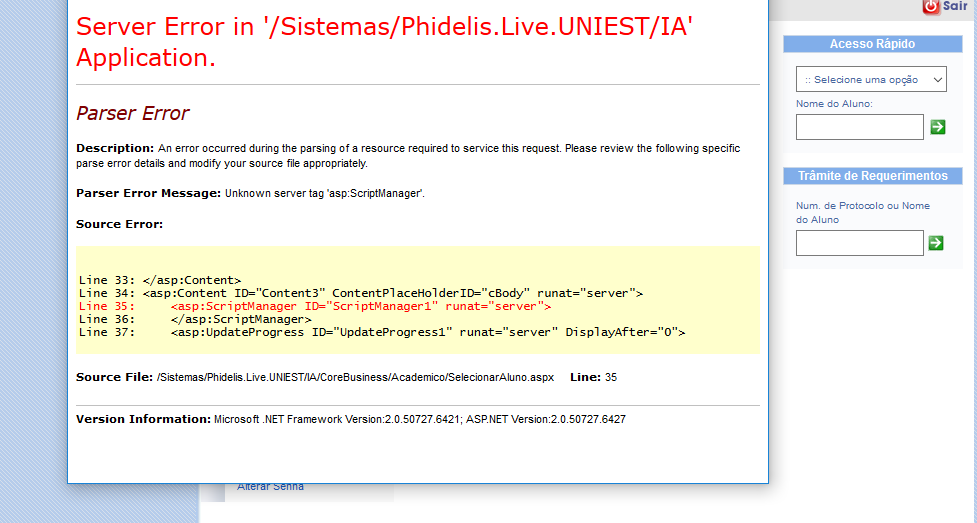 Server Error in '/Sistemas/Phidelis.Live.UNIEST/IA'
Application.
Parser Error
Description: An error occurred during the parsing of a resource required to service this request. Please review the following specific
parse error details and modify your source file appropriately.
Parser Error Message: Unknown server tag 'asp:ScriptManager'.
Source Error:
Line 33: </asp:Content>
Line 34: <asp:Content ID="Content3" ContentPlaceHolderID="cBody" runat="server">
Line 35:     <asp:ScriptManager ID="ScriptManager1" runat="server">
Line 36:     </asp:ScriptManager>
Line 37:     <asp:UpdateProgress ID="UpdateProgress1" runat="server" DisplayAfter="0">
Source File: /Sistemas/Phidelis.Live.UNIEST/IA/CoreBusiness/Academico/SelecionarAluno.aspx    Line: 35
Version Information: Microsoft .NET Framework Version:2.0.50727.6421; ASP.NET Version:2.0.50727.6427
Alterar Senha
Sair
Acesso Rápido
:: Selecione uma opção
Nome do Aluno:
Trâmite de Requerimentos
Num. de Protocolo ou Nome
do Aluno